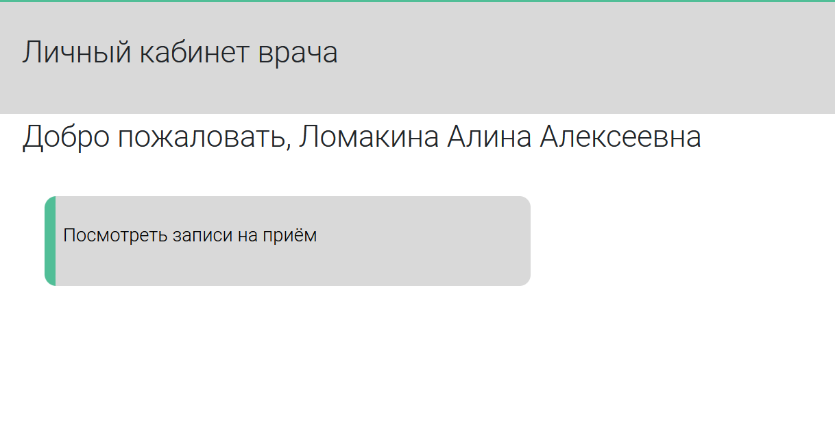 Личный кабинет врача
Добро пожаловать, Ломакина Алина Алексеевна
Посмотреть записи на приём